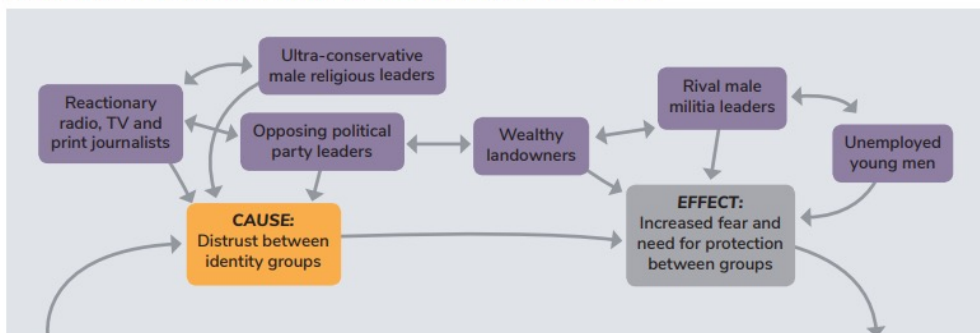 Ultra-conservative
male religious leaders
Reactionary
radio, TV and
print journalists
Opposing political
party leaders
Wealthy
landowners
Rival male
militia leaders
Unemployed
young men
CAUSE:
Distrust between
identity groups
EFFECT:
Increased fear and
need for protection
between groups